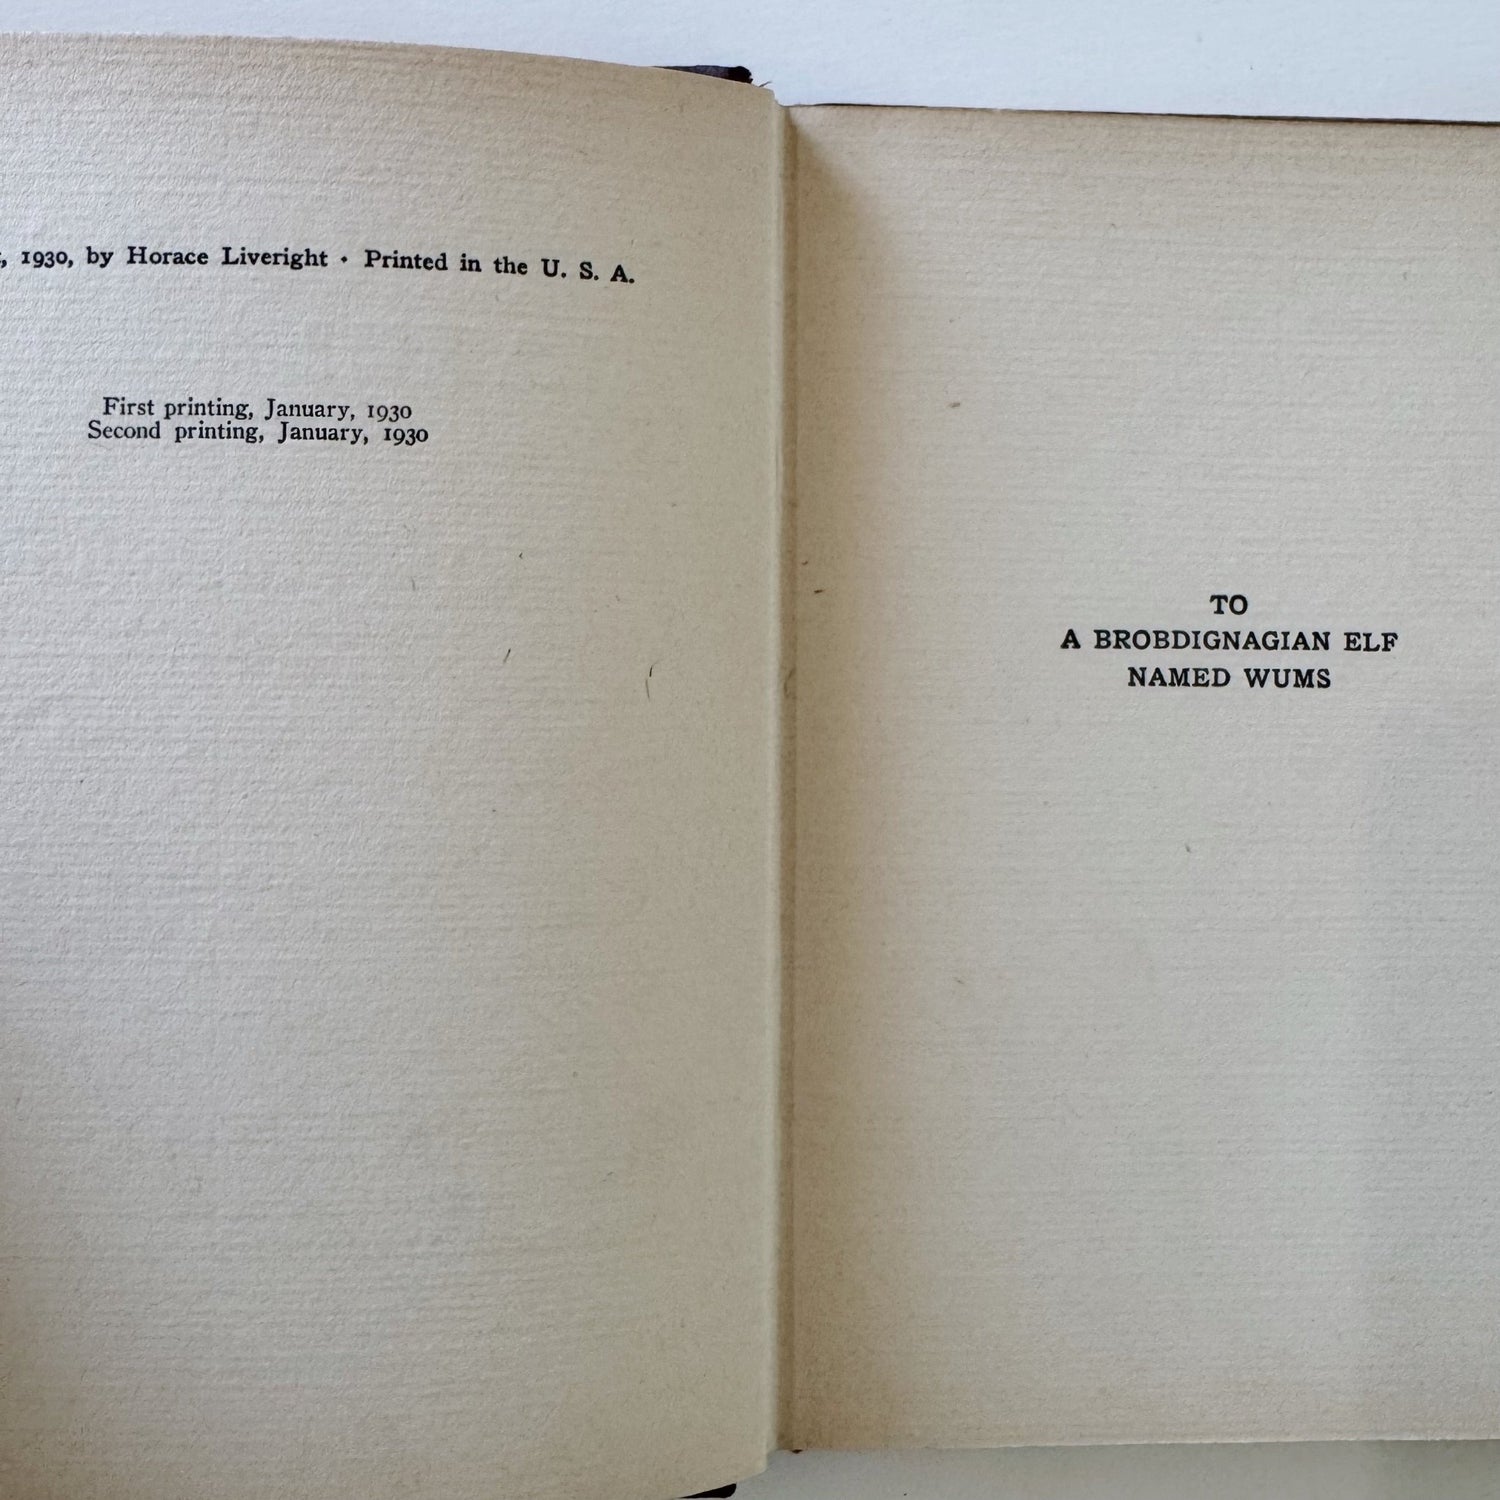 , 1930, by Horace Liveright • Printed in the U. S. A.
First printing, January, 1930
Second printing, January, 1930
TO
A BROBDIGNAGIAN ELF
NAMED WUMS